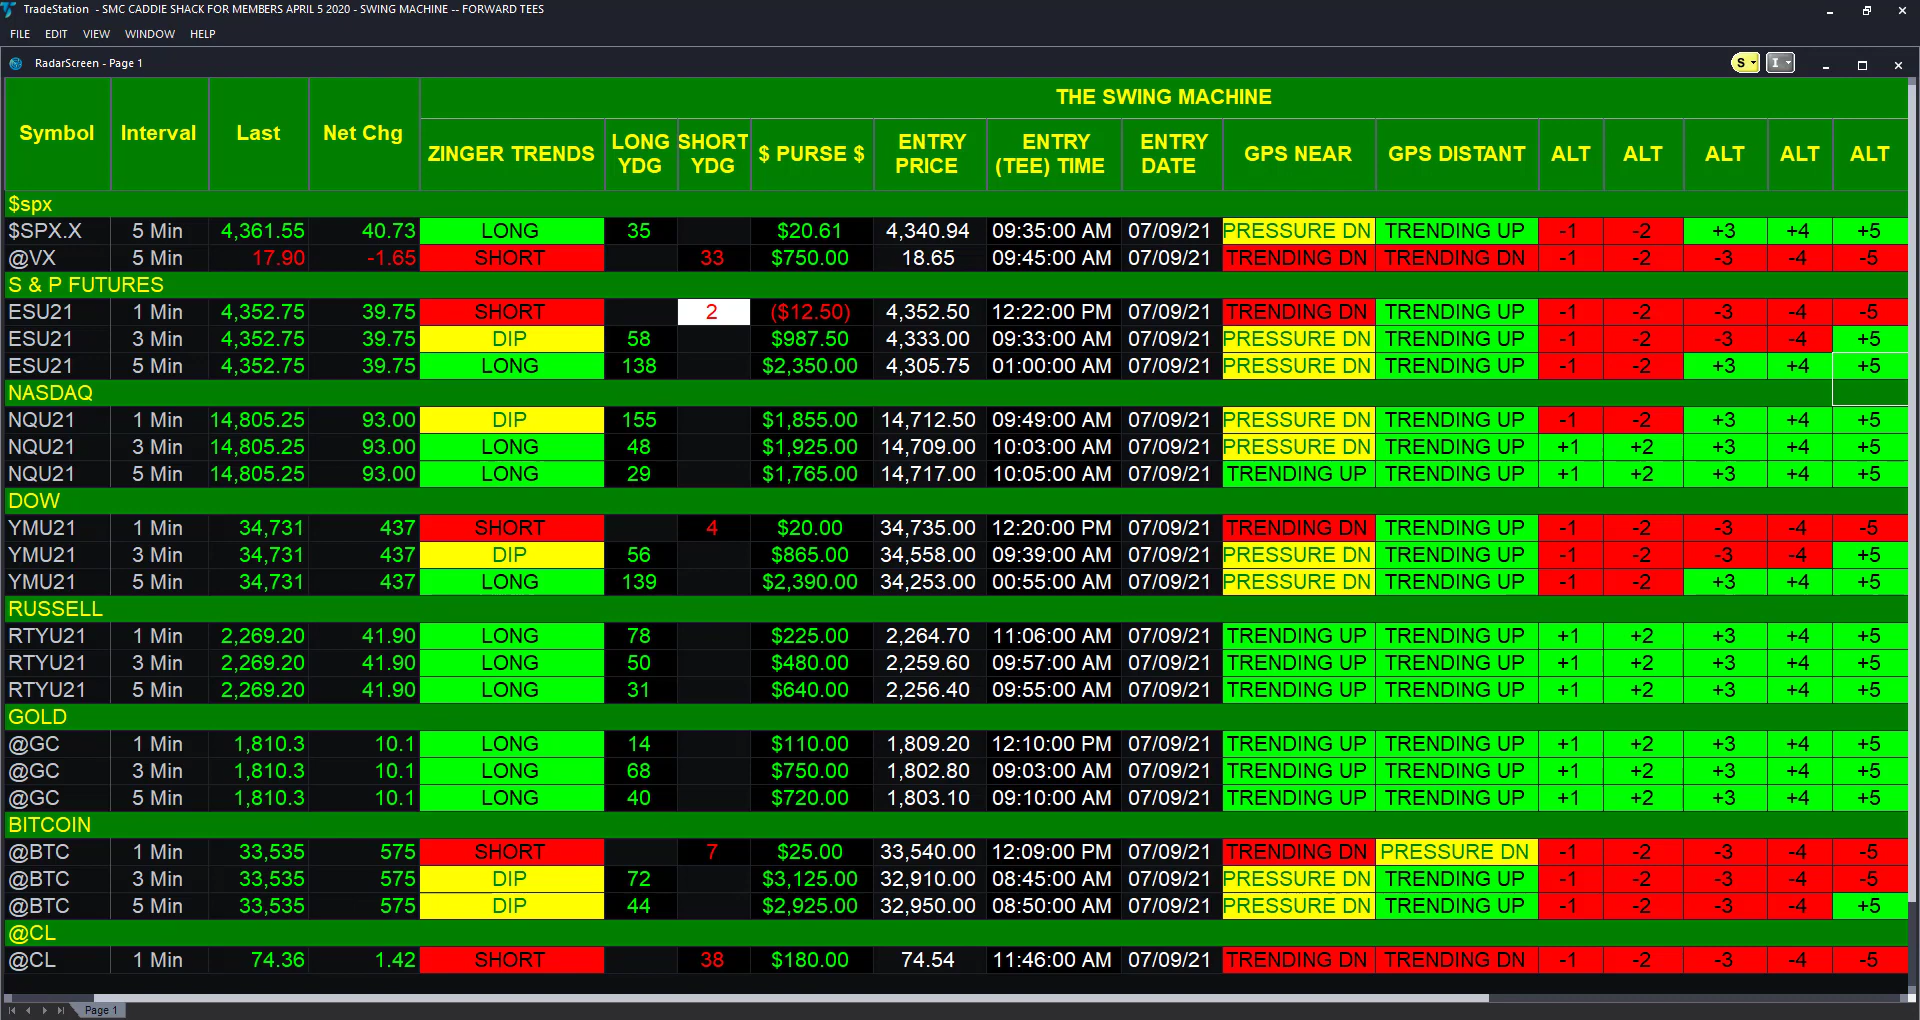 TradeStation - SMC CADDIE SHACK FOR MEMBERS APRIL 5 2020 - SWING MACHINE -- FORWARD TEES
FILE EDIT VIEW WINDOW HELP
RadarScreen - Page 1
S I
THE SWING MACHINE
Symbol Interval Last Net Chg ZINGER TRENDS LONG YDG SHORT YDG $ PURSE $ ENTRY PRICE ENTRY (TEE) TIME ENTRY DATE GPS NEAR GPS DISTANT ALT ALT ALT ALT ALT
$spx
$SPX.X 5 Min 4,361.55 40.73 LONG 35 $20.61 4,340.94 09:35:00 AM 07/09/21 PRESSURE DN TRENDING UP -1 -2 +3 +4 +5
@VX 5 Min 17.90 -1.65 SHORT 33 $750.00 18.65 09:45:00 AM 07/09/21 TRENDING DN TRENDING DN -1 -2 -3 -4 -5
S & P FUTURES
ESU21 1 Min 4,352.75 39.75 SHORT 2 ($12.50) 4,352.50 12:22:00 PM 07/09/21 TRENDING DN TRENDING UP -1 -2 -3 -4 -5
ESU21 3 Min 4,352.75 39.75 DIP 58 $987.50 4,333.00 09:33:00 AM 07/09/21 PRESSURE DN TRENDING UP -1 -2 -3 -4 +5
ESU21 5 Min 4,352.75 39.75 LONG 138 $2,350.00 4,305.75 01:00:00 AM 07/09/21 PRESSURE DN TRENDING UP -1 -2 +3 +4 +5
NASDAQ
NQU21 1 Min 14,805.25 93.00 DIP 155 $1,855.00 14,712.50 09:49:00 AM 07/09/21 PRESSURE DN TRENDING UP -1 -2 +3 +4 +5
NQU21 3 Min 14,805.25 93.00 LONG 48 $1,925.00 14,709.00 10:03:00 AM 07/09/21 PRESSURE DN TRENDING UP +1 +2 +3 +4 +5
NQU21 5 Min 14,805.25 93.00 LONG 29 $1,765.00 14,717.00 10:05:00 AM 07/09/21 TRENDING UP TRENDING UP +1 +2 +3 +4 +5
DOW
YMU21 1 Min 34,731 437 SHORT 4 $20.00 34,735.00 12:20:00 PM 07/09/21 TRENDING DN TRENDING UP -1 -2 -3 -4 -5
YMU21 3 Min 34,731 437 DIP 56 $865.00 34,558.00 09:39:00 AM 07/09/21 PRESSURE DN TRENDING UP -1 -2 -3 -4 +5
YMU21 5 Min 34,731 437 LONG 139 $2,390.00 34,253.00 00:55:00 AM 07/09/21 PRESSURE DN TRENDING UP -1 -2 +3 +4 +5
RUSSELL
RTYU21 1 Min 2,269.20 41.90 LONG 78 $225.00 2,264.70 11:06:00 AM 07/09/21 TRENDING UP TRENDING UP +1 +2 +3 +4 +5
RTYU21 3 Min 2,269.20 41.90 LONG 50 $480.00 2,259.60 09:57:00 AM 07/09/21 TRENDING UP TRENDING UP +1 +2 +3 +4 +5
RTYU21 5 Min 2,269.20 41.90 LONG 31 $640.00 2,256.40 09:55:00 AM 07/09/21 TRENDING UP TRENDING UP +1 +2 +3 +4 +5
GOLD
@GC 1 Min 1,810.3 10.1 LONG 14 $110.00 1,809.20 12:10:00 PM 07/09/21 TRENDING UP TRENDING UP +1 +2 +3 +4 +5
@GC 3 Min 1,810.3 10.1 LONG 68 $750.00 1,802.80 09:03:00 AM 07/09/21 TRENDING UP TRENDING UP +1 +2 +3 +4 +5
@GC 5 Min 1,810.3 10.1 LONG 40 $720.00 1,803.10 09:10:00 AM 07/09/21 TRENDING UP TRENDING UP +1 +2 +3 +4 +5
BITCOIN
@BTC 1 Min 33,535 575 SHORT 7 $25.00 33,540.00 12:09:00 PM 07/09/21 TRENDING DN PRESSURE DN -1 -2 -3 -4 -5
@BTC 3 Min 33,535 575 DIP 72 $3,125.00 32,910.00 08:45:00 AM 07/09/21 PRESSURE DN TRENDING UP -1 -2 -3 -4 -5
@BTC 5 Min 33,535 575 DIP 44 $2,925.00 32,950.00 08:50:00 AM 07/09/21 PRESSURE DN TRENDING UP -1 -2 -3 -4 +5
@CL
@CL 1 Min 74.36 1.42 SHORT 38 $180.00 74.54 11:46:00 AM 07/09/21 TRENDING DN TRENDING DN -1 -2 -3 -4 -5
Page 1